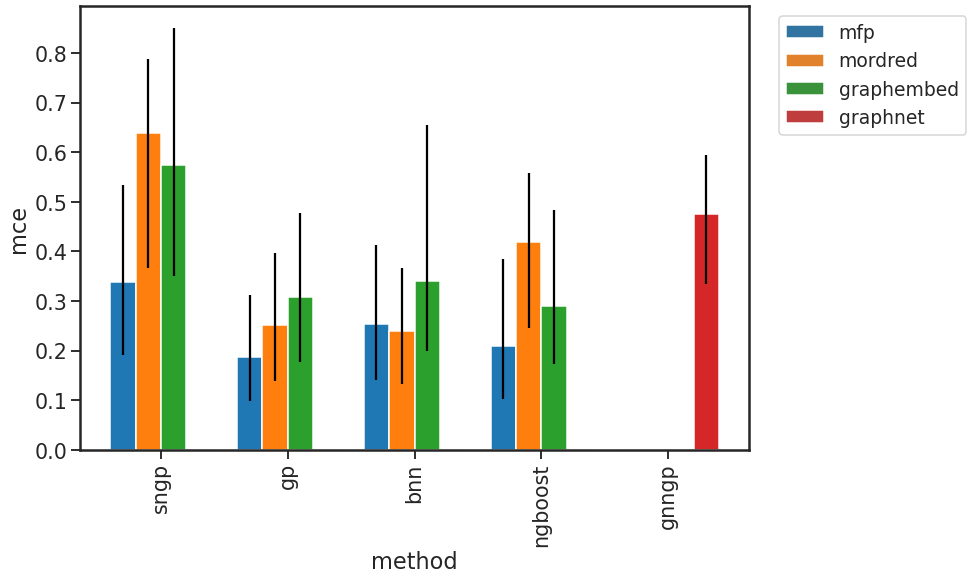 mce
0.8
0.7
0.6
0.5
0.4
0.3
0.2
0.1
0.0
sngp
gp
bnn
ngboost
gnngp
method
mfp
mordred
graphembed
graphnet